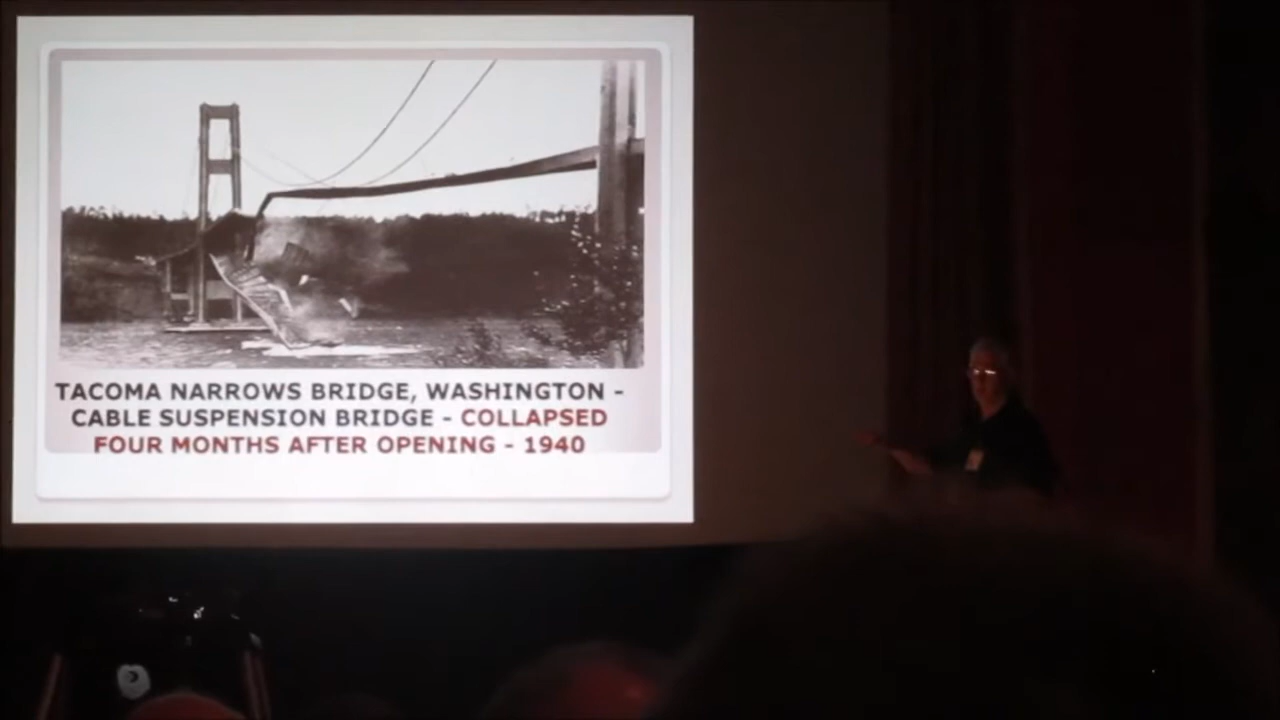 TACOMA NARROWS BRIDGE, WASHINGTON -
CABLE SUSPENSION BRIDGE - COLLAPSED
FOUR MONTHS AFTER OPENING - 1940